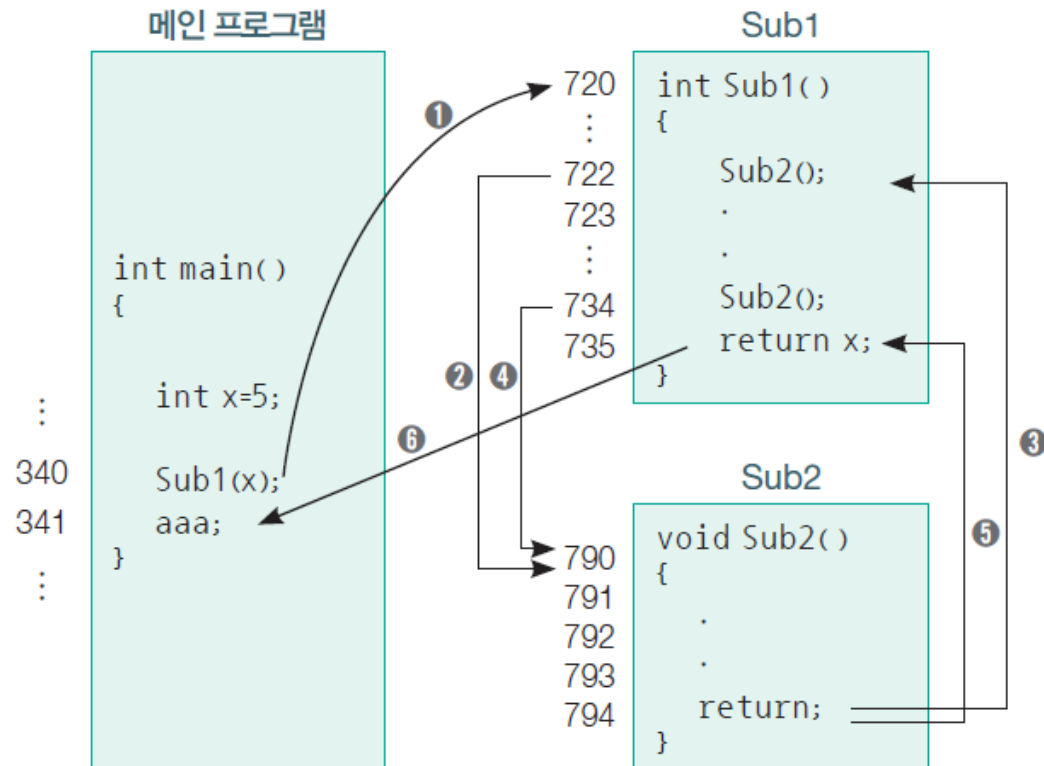 메인 프로그램
⋮
340
341
⋮
int main()
{
int x=5;
Sub1(x);
aaa;
}
❶
❷
❹
❻
Sub1
720
⋮
722
723
⋮
734
735
int Sub1()
{
Sub2();
.
.
Sub2();
return x;
}
❸
❺
Sub2
790
791
792
793
794
void Sub2()
{
.
.
return;
}